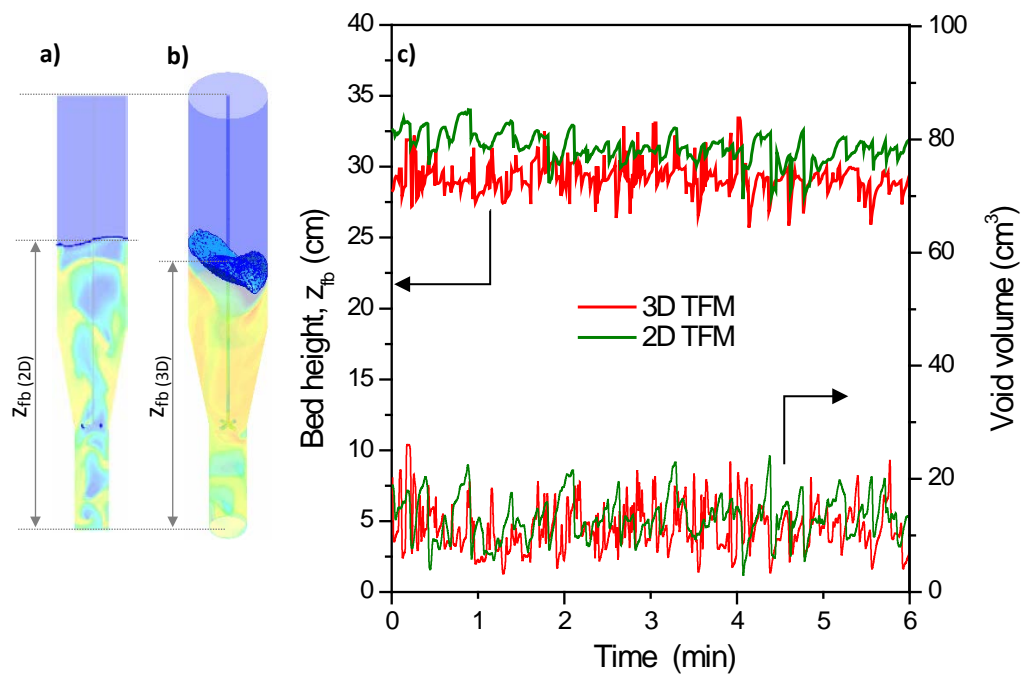 a)
b)
c)
z_fb (2D)
z_fb (3D)
Bed height, z_fb (cm)
40
35
30
25
20
15
10
5
0
3D TFM
2D TFM
100
80
60
40
20
0
Void volume (cm³)
0 1 2 3 4 5 6
Time (min)